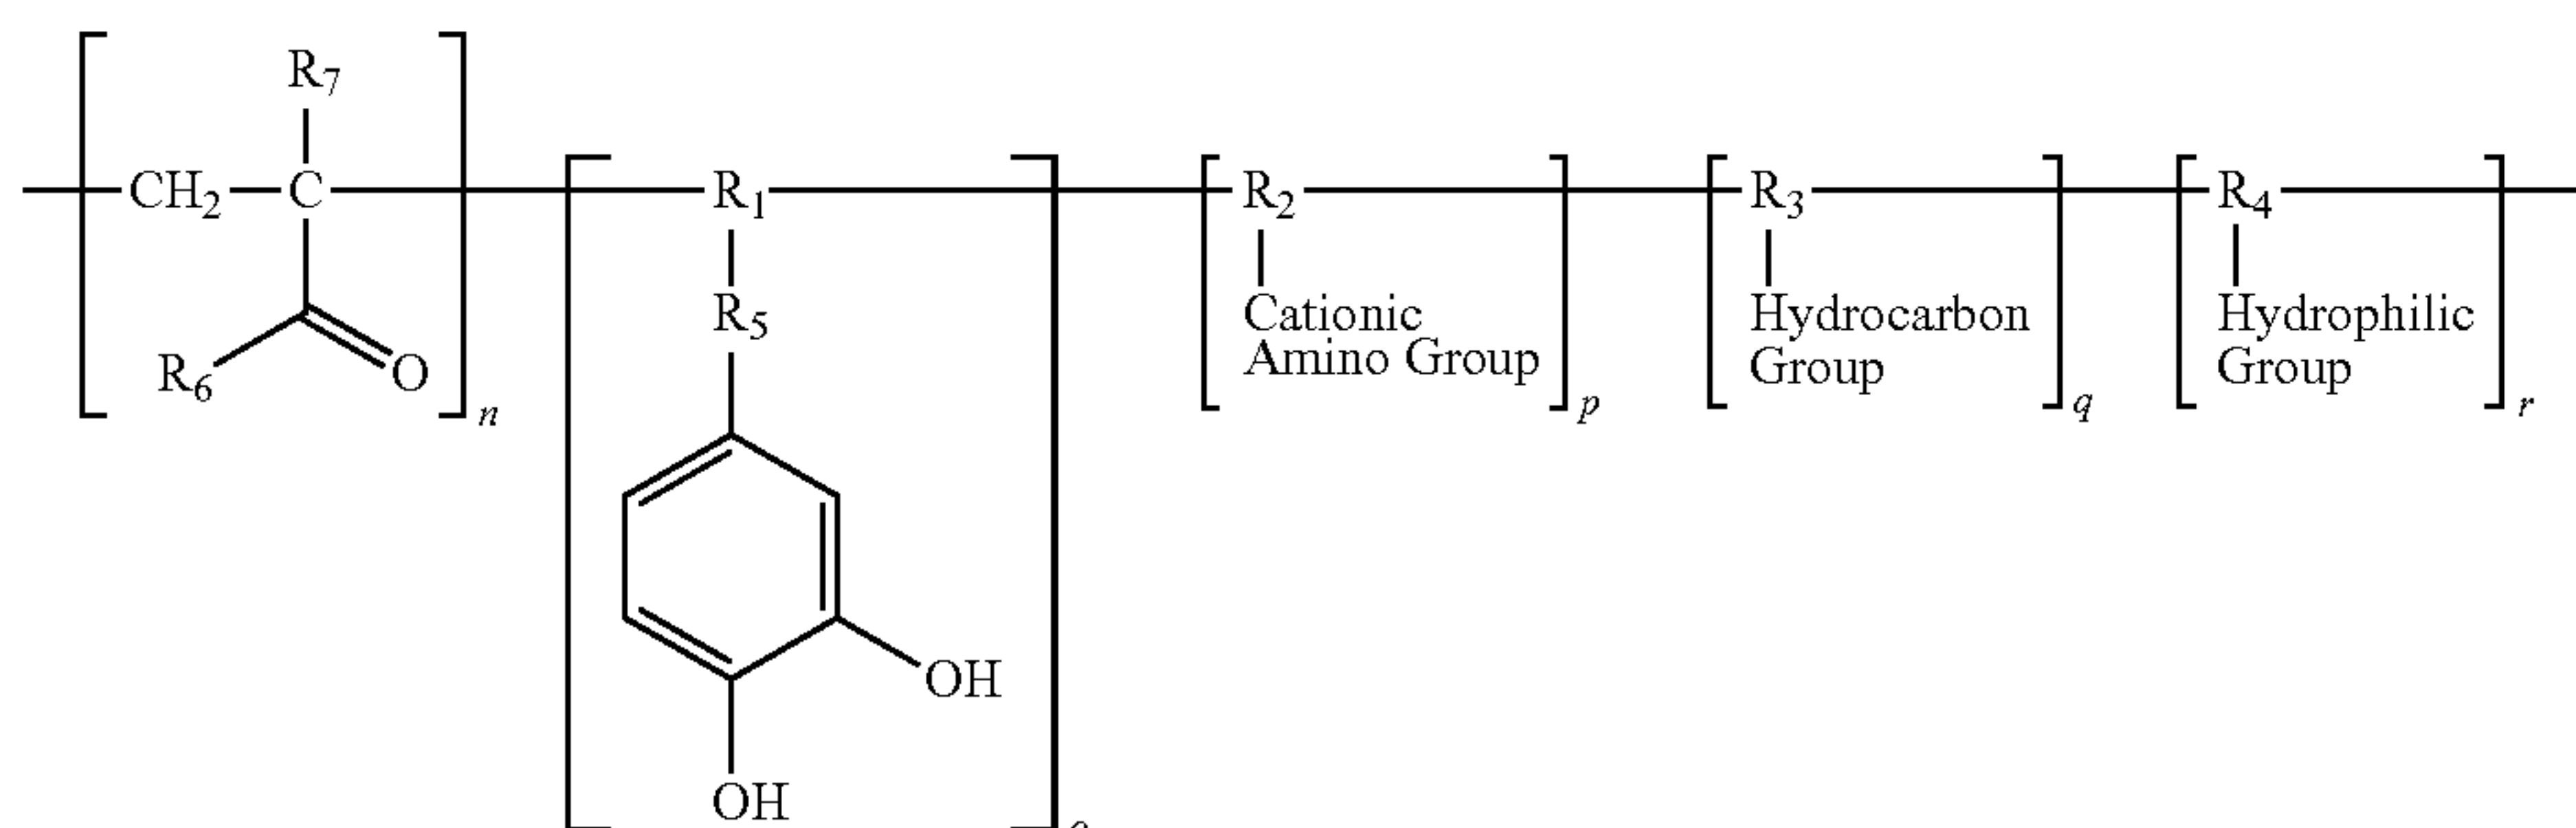 R₇
CH₂ C R₁ R₂ R₃ R₄
R₅ Cationic Hydrocarbon Hydrophilic
Amino Group Group Group
R₆ O
n p q r
OH
OH